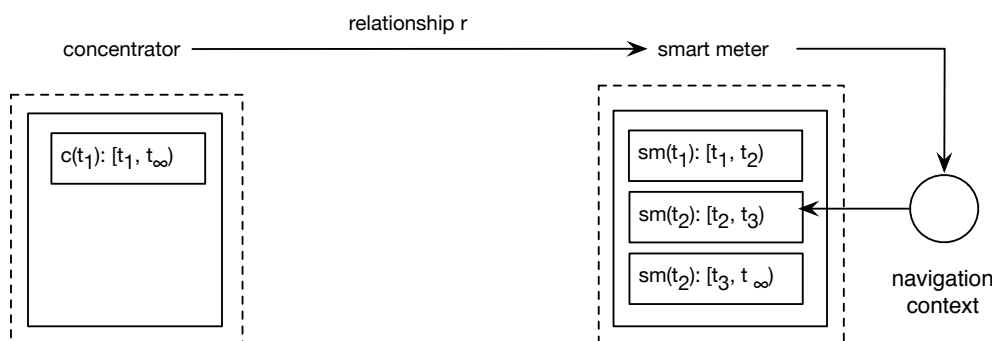 relationship r
concentrator
smart meter
c(t₁): [t₁, t∞)
sm(t₁): [t₁, t₂)
sm(t₂): [t₂, t₃)
sm(t₂): [t₃, t ∞)
navigation
context